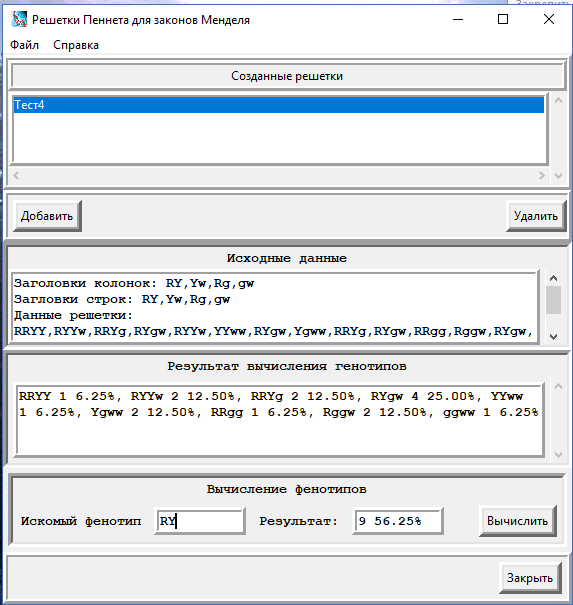 Закрепить
Решетки Пеннета для законов Менделя
Файл Справка
Созданные решетки
Тест4
Добавить Удалить
Исходные данные
Заголовки колонок: RY,Yw,Rg,gw
Загловки строк: RY,Yw,Rg,gw
Данные решетки:
RRYY,RYYw,RRYg,RYgw,RYYw,YYww,RYgw,Ygww,RRYg,RYgw,RRgg,Rggw,RYgw,
Результат вычисления генотипов
RRYY 1 6.25%, RYYw 2 12.50%, RRYg 2 12.50%, RYgw 4 25.00%, YYww
1 6.25%, Ygww 2 12.50%, RRgg 1 6.25%, Rggw 2 12.50%, ggww 1 6.25%
Вычисление фенотипов
Искомый фенотип RY Результат: 9 56.25% Вычислить
Закрыть